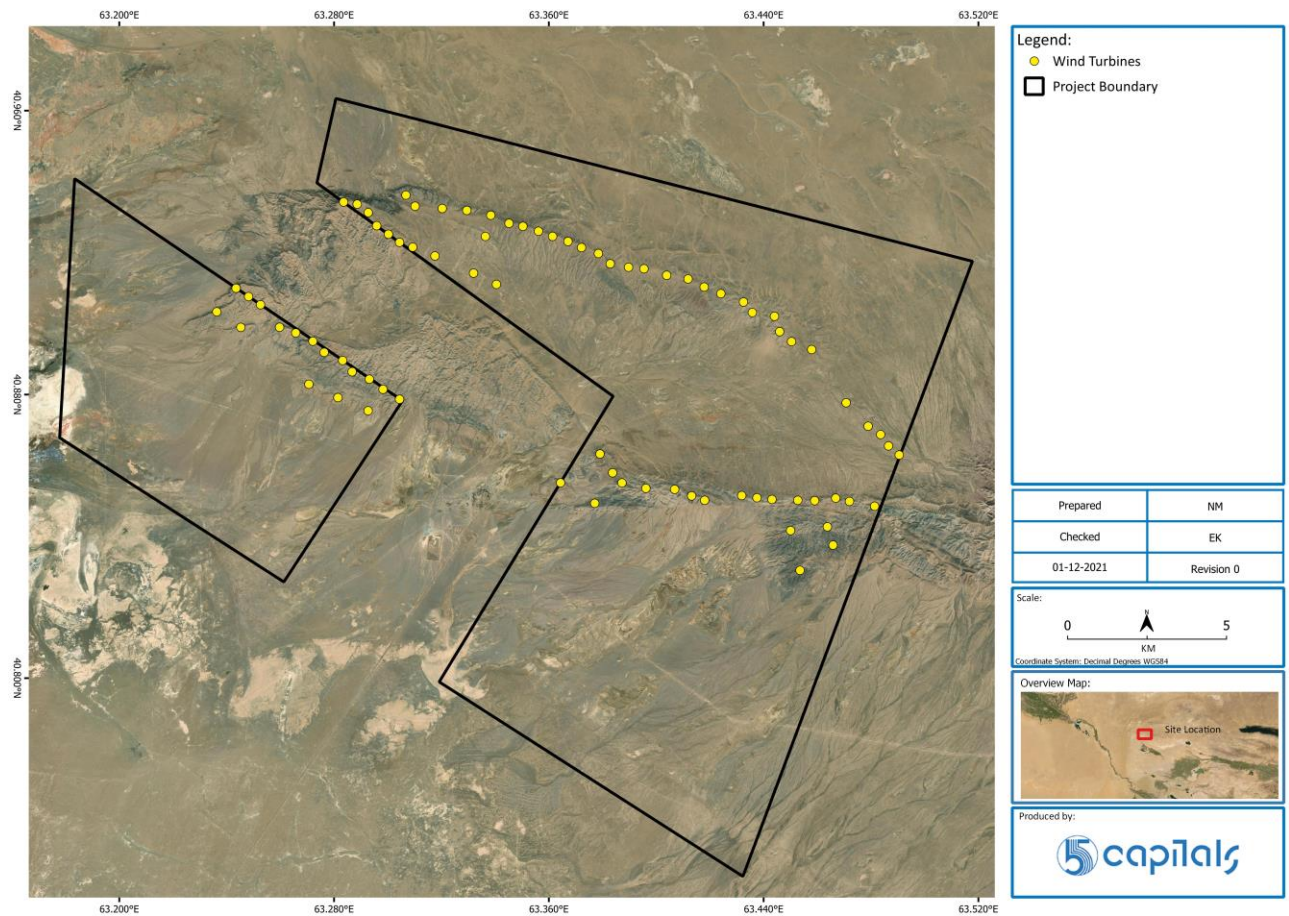 63.200°E 63.280°E 63.360°E 63.440°E 63.520°E
40.960°N
40.880°N
40.800°N
63.200°E 63.280°E 63.360°E 63.440°E 63.520°E
Legend:
Wind Turbines
Project Boundary
Prepared NM
Checked EK
01-12-2021 Revision 0
Scale:
N
0 5
KM
Coordinate System: Decimal Degrees WGS84
Overview Map:
Site Location
Produced by:
5 capitals